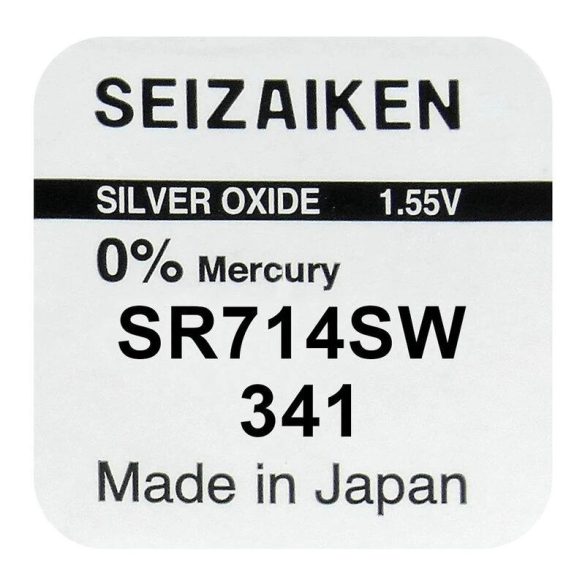 SEIZAIKEN
SILVER OXIDE 1.55V
0% Mercury
SR714SW
341
Made in Japan